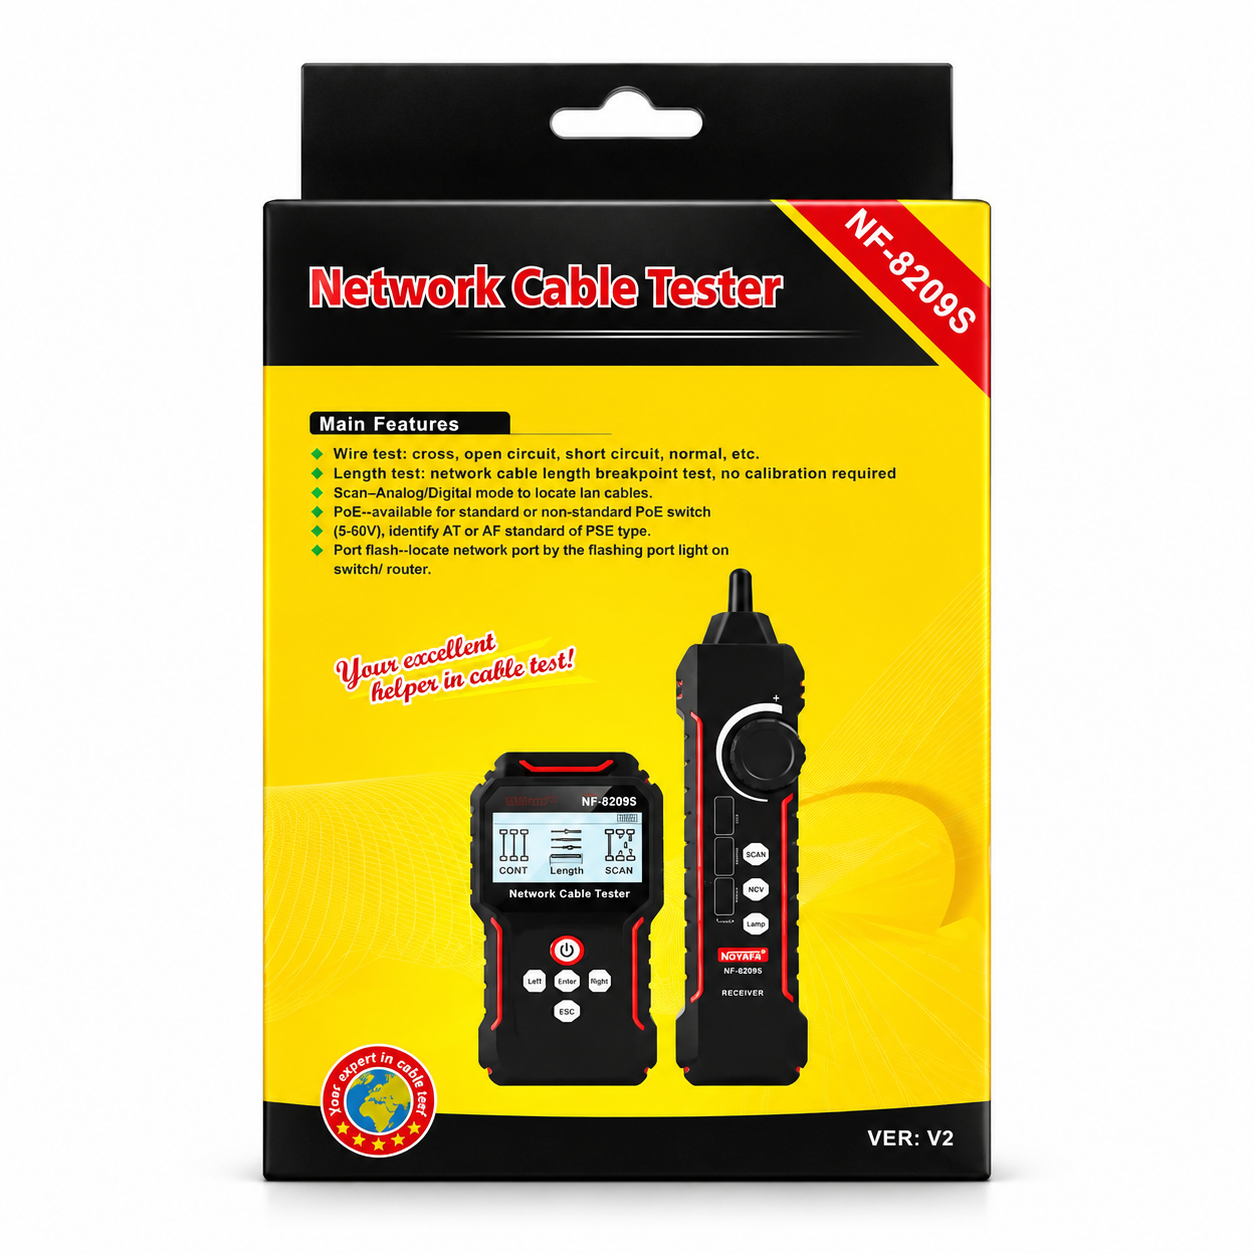 NF-8209S
Network Cable Tester
Main Features
Wire test: cross, open circuit, short circuit, normal, etc.
Length test: network cable length breakpoint test, no calibration required
Scan–Analog/Digital mode to locate lan cables.
PoE--available for standard or non-standard PoE switch
(5-60V), identify AT or AF standard of PSE type.
Port flash--locate network port by the flashing port light on
switch/ router.
Your excellent
helper in cable test!
+
NF-8209S
CONT Length SCAN
Network Cable Tester
Left Enter Right
ESC
SCAN
NCV
Lamp
NOYAFA®
NF-8209S
RECEIVER
Your expert in cable test
VER: V2